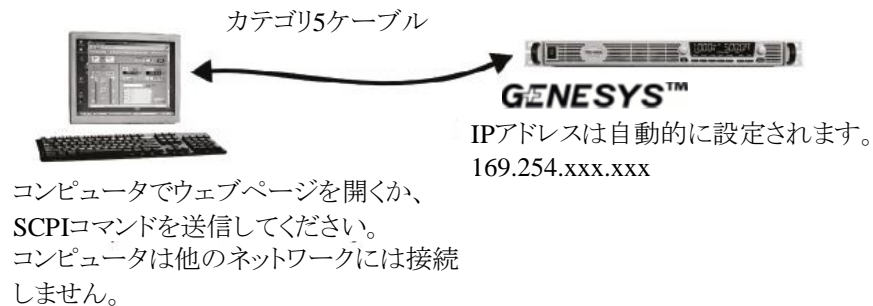 カテゴリ5ケーブル
GENESYS™
IPアドレスは自動的に設定されます。
169.254.xxx.xxx
コンピュータでウェブページを開くか、
SCPIコマンドを送信してください。
コンピュータは他のネットワークには接続
しません。